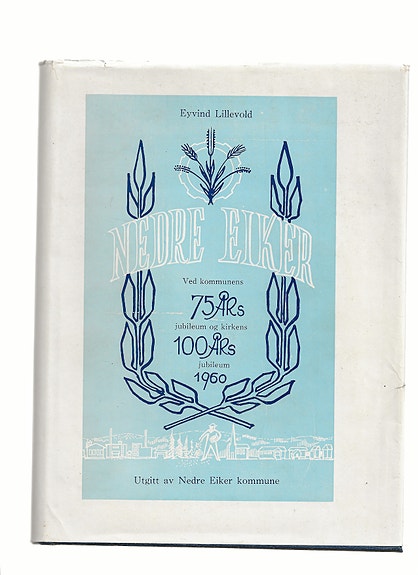 Eyvind Lillevold
NEDRE EIKER
Ved kommunens
75 ÅRs
jubileum og kirkens
100 ÅRs
jubileum
1960
Utgitt av Nedre Eiker kommune